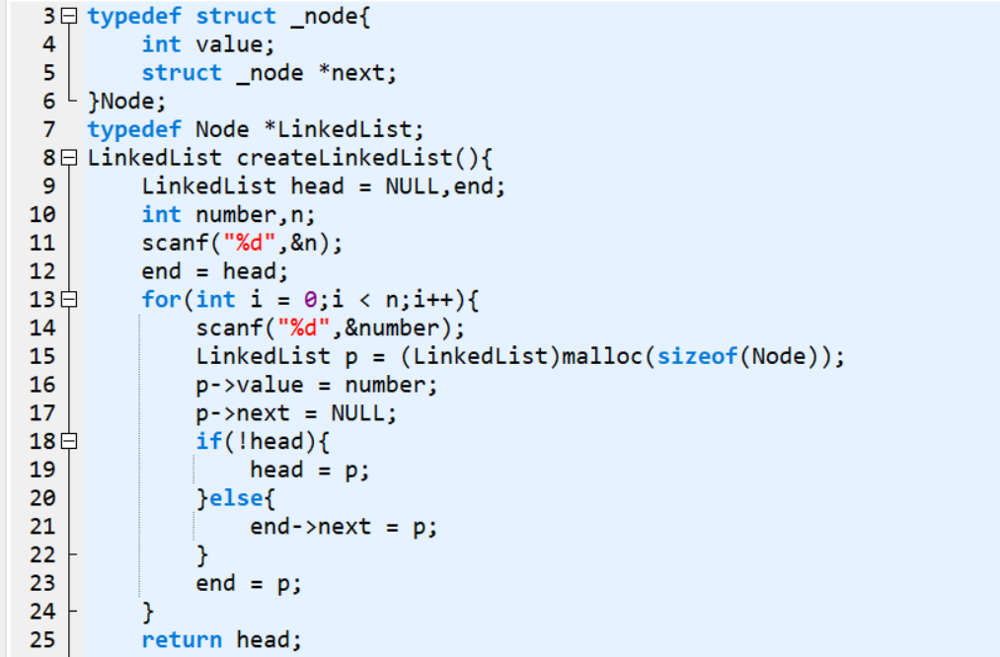 3 typedef struct _node{
4     int value;
5     struct _node *next;
6 }Node;
7 typedef Node *LinkedList;
8 LinkedList createLinkedList(){
9     LinkedList head = NULL,end;
10     int number,n;
11     scanf("%d",&n);
12     end = head;
13     for(int i = 0;i < n;i++){
14         scanf("%d",&number);
15         LinkedList p = (LinkedList)malloc(sizeof(Node));
16         p->value = number;
17         p->next = NULL;
18         if(!head){
19             head = p;
20         }else{
21             end->next = p;
22         }
23         end = p;
24     }
25     return head;